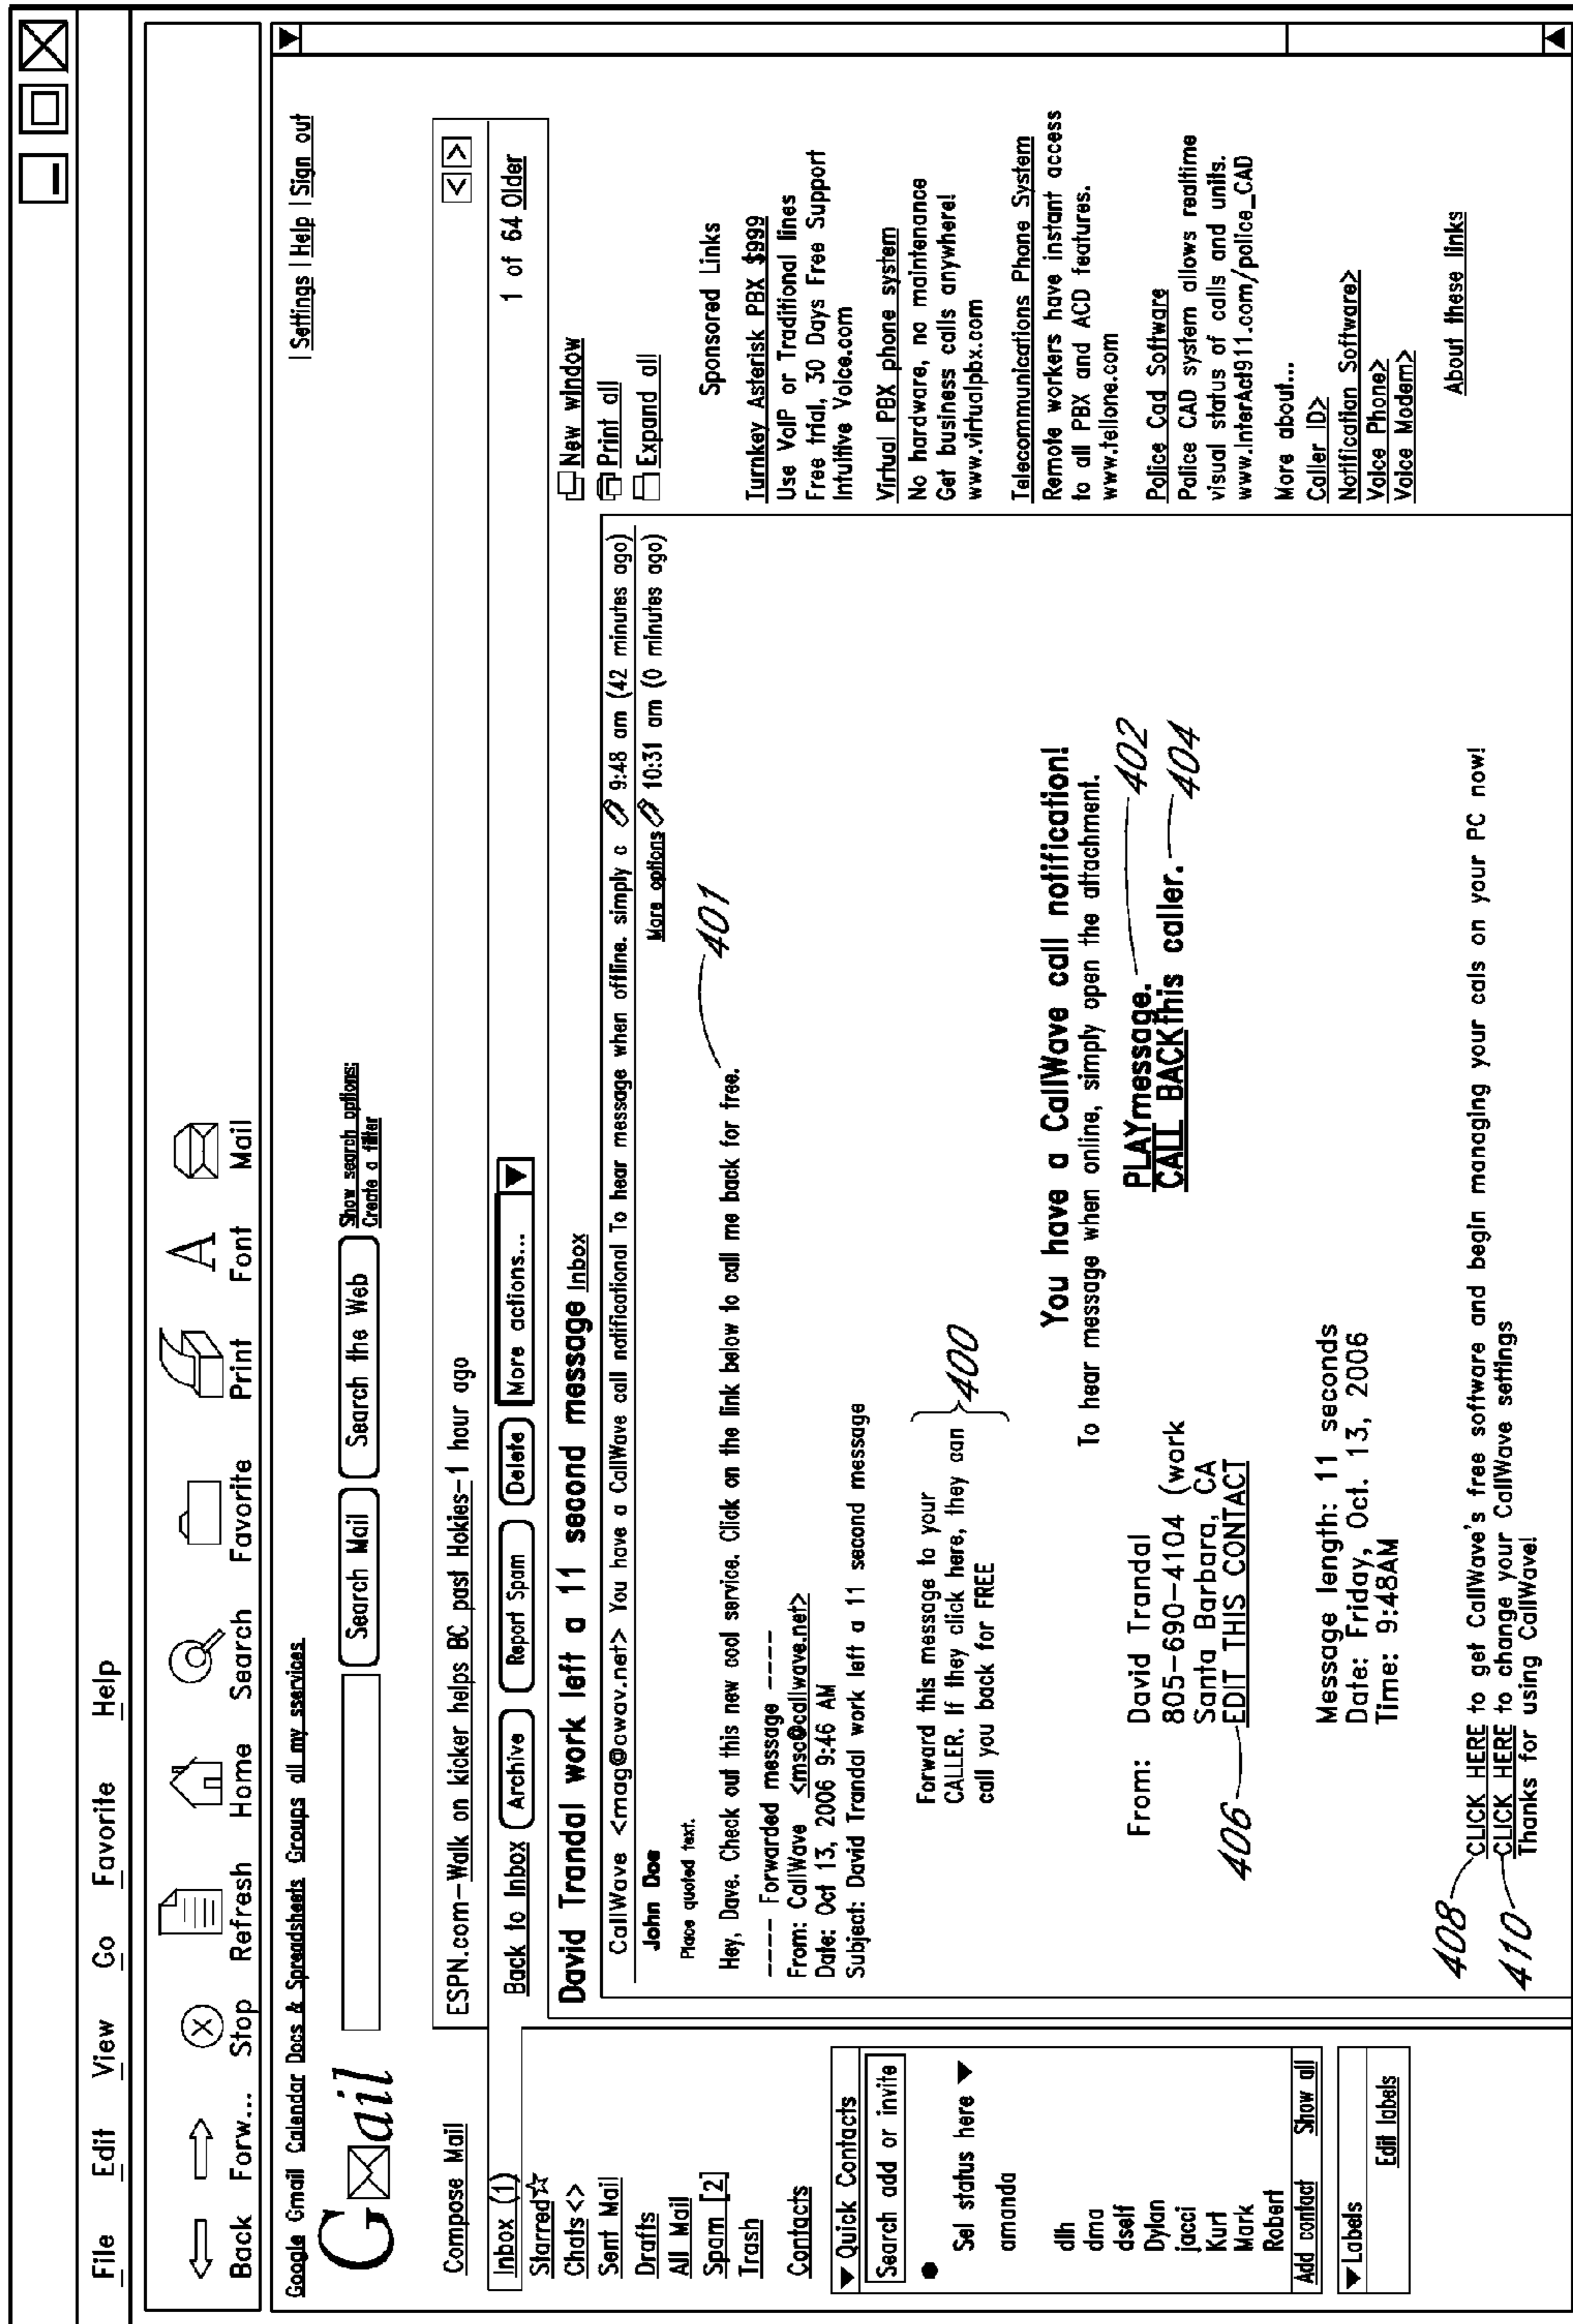 File Edit View Go Favorite Help
Back Forw... Stop Refresh Home Search Favorite Print Font Mail
Google Gmail Calendar Docs & Spreadsheets Groups all my sservices
| Settings | Help | Sign out
G ail
Search Mail Search the Web
Show search options:
Create a filter
Compose Mail
Inbox (1)
Starred☆
Chats<>
Sent Mail
Drafts
All Mail
Spam [2]
Trash
Contacts
▼ Quick Contacts
Search add or invite
Sel status here ▼
amanda
dlh
dma
dself
Dylan
jacci
Kurt
Mark
Robert
Add contact Show all
▼ Labels
Edit labels
ESPN.com-Walk on kicker helps BC past Hokies-1 hour ago < >
Back to Inbox Archive Report Spam Delete More actions... ▼ 1 of 64 Older
David Trandal work left a 11 second message Inbox
CallWave <mag@cwav.net> You have a CallWave call notificational To hear message when offline. simply c 9:48 am (42 minutes ago)
John Doe More options 10:31 am (0 minutes ago)
Place quoted text.
Hey, Dave. Check out this new cool service. Click on the link below to call me back for free. 401
---- Forwarded message ----
From: CallWave <msc@callwave.net>
Date: Oct 13, 2006 9:46 AM
Subject: David Trandal work left a 11 second message
Forward this message to your
CALLER. If they click here, they can
call you back for FREE
400
You have a CallWave call notification!
To hear message when online, simply open the attachment.
From: David Trandal
805-690-4104 (work
Santa Barbara, CA
406 EDIT THIS CONTACT
PLAYmessage. 402
CALL BACKthis caller. 404
Message length: 11 seconds
Date: Friday, Oct. 13, 2006
Time: 9:48AM
408 CLICK HERE to get CallWave's free software and begin managing your cals on your PC now!
410 CLICK HERE to change your CallWave settings
Thanks for using CallWave!
New window
Print all
Expand all
Sponsored Links
Turnkey Asterisk PBX $999
Use VoIP or Traditional lines
Free trial, 30 Days Free Support
Intuitive Voice.com
Virtual PBX phone system
No hardware, no maintenance
Get business calls anywhere!
www.virtualpbx.com
Telecommunications Phone System
Remote workers have instant access
to all PBX and ACD features.
www.tellone.com
Police Cad Software
Police CAD system allows realtime
visual status of calls and units.
www.InterAct911.com/police_CAD
More about...
Caller ID>
Notification Software>
Voice Phone>
Voice Modem>
About these links